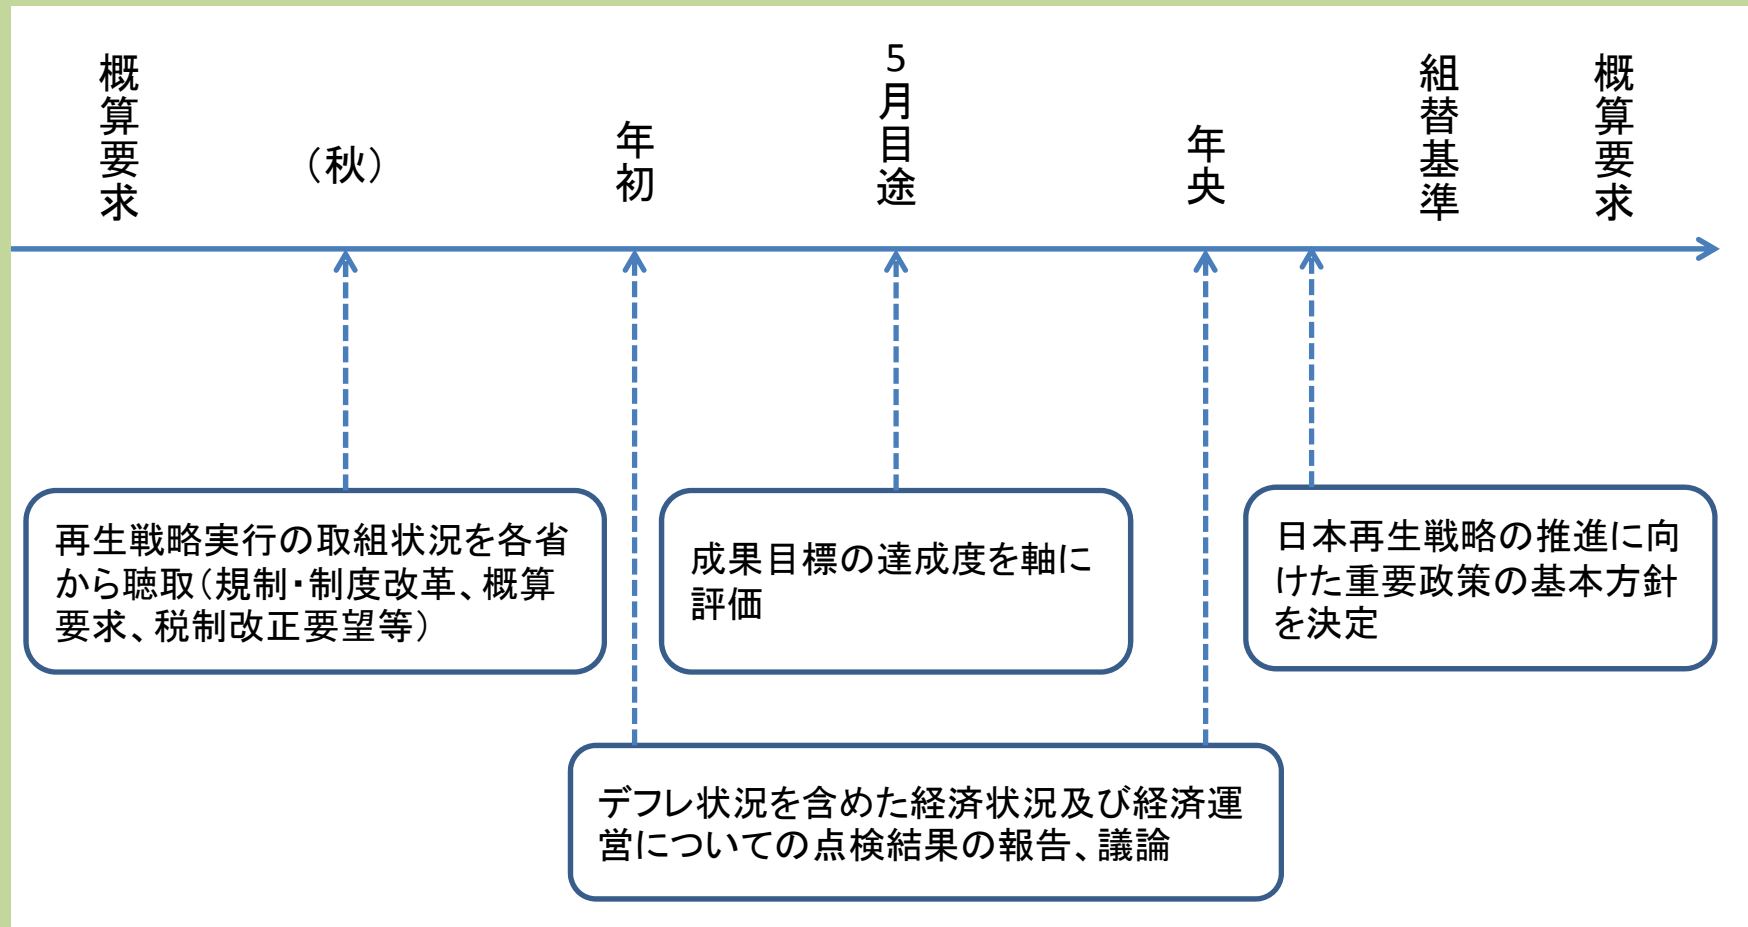 概算要求
（秋）
年初
5月目途
年央
組替基準
概算要求
再生戦略実行の取組状況を各省
から聴取（規制・制度改革、概算
要求、税制改正要望等）
成果目標の達成度を軸に
評価
日本再生戦略の推進に向
けた重要政策の基本方針
を決定
デフレ状況を含めた経済状況及び経済運
営についての点検結果の報告、議論